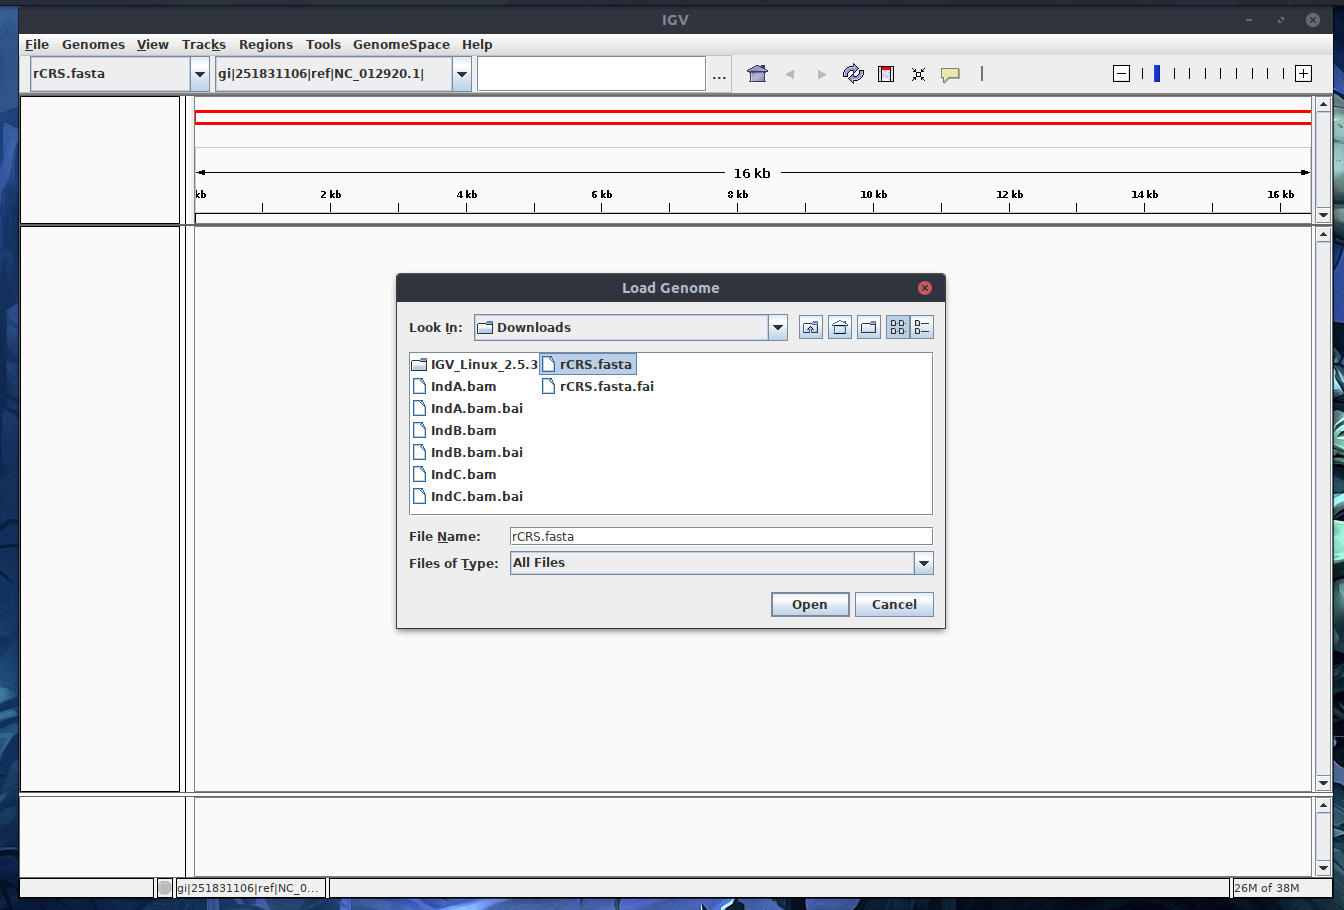 IGV
File Genomes View Tracks Regions Tools GenomeSpace Help
rCRS.fasta gi|251831106|ref|NC_012920.1| ...
16 kb
kb 2 kb 4 kb 6 kb 8 kb 10 kb 12 kb 14 kb 16 kb
Load Genome
Look In: Downloads
IGV_Linux_2.5.3 rCRS.fasta
IndA.bam rCRS.fasta.fai
IndA.bam.bai
IndB.bam
IndB.bam.bai
IndC.bam
IndC.bam.bai
File Name: rCRS.fasta
Files of Type: All Files
Open Cancel
gi|251831106|ref|NC_0... 26M of 38M